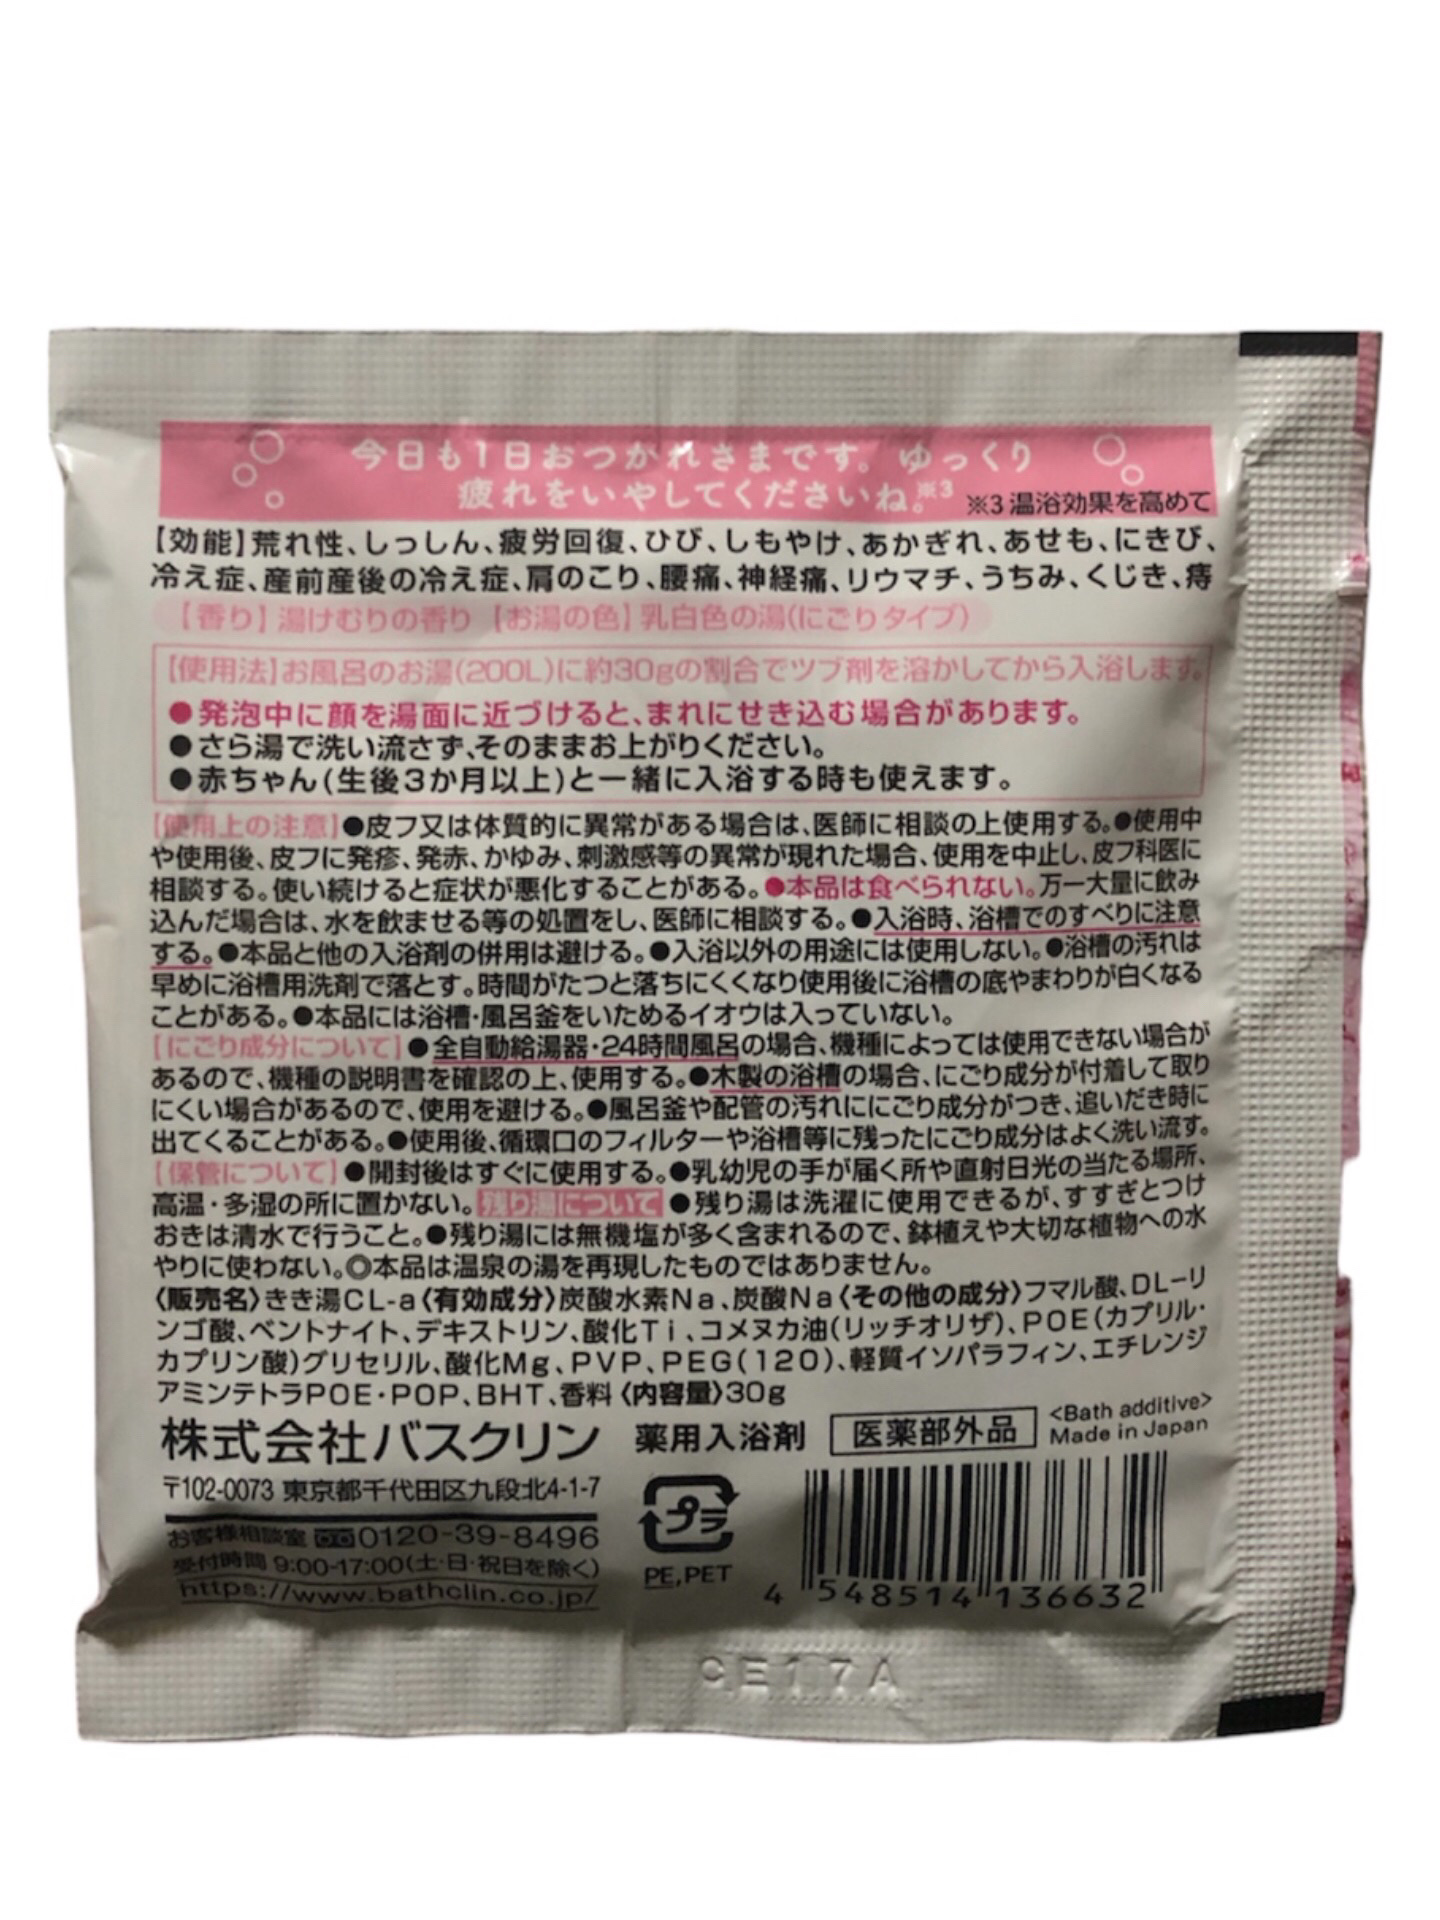 今日も1日おつかれさまです。ゆっくり
疲れをいやしてくださいね。※3 ※3 温浴効果を高めて
【効能】荒れ性、しっしん、疲労回復、ひび、しもやけ、あかぎれ、あせも、にきび、
冷え症、産前産後の冷え症、肩のこり、腰痛、神経痛、リウマチ、うちみ、くじき、痔
【香り】湯けむりの香り【お湯の色】乳白色の湯(にごりタイプ)
【使用法】お風呂のお湯(200L)に約30gの割合でツブ剤を溶かしてから入浴します。
●発泡中に顔を湯面に近づけると、まれにせき込む場合があります。
●さら湯で洗い流さず、そのままお上がりください。
●赤ちゃん(生後3か月以上)と一緒に入浴する時も使えます。
【使用上の注意】●皮フ又は体質的に異常がある場合は、医師に相談の上使用する。●使用中
や使用後、皮フに発疹、発赤、かゆみ、刺激感等の異常が現れた場合、使用を中止し、皮フ科医に
相談する。使い続けると症状が悪化することがある。●本品は食べられない。万一大量に飲み
込んだ場合は、水を飲ませる等の処置をし、医師に相談する。●入浴時、浴槽でのすべりに注意
する。●本品と他の入浴剤の併用は避ける。●入浴以外の用途には使用しない。●浴槽の汚れは
早めに浴槽用洗剤で落とす。時間がたつと落ちにくくなり使用後に浴槽の底やまわりが白くなる
ことがある。●本品には浴槽・風呂釜をいためるイオウは入っていない。
【にごり成分について】●全自動給湯器・24時間風呂の場合、機種によっては使用できない場合が
あるので、機種の説明書を確認の上、使用する。●木製の浴槽の場合、にごり成分が付着して取り
にくい場合があるので、使用を避ける。●風呂釜や配管の汚れににごり成分がつき、追いだき時に
出てくることがある。●使用後、循環口のフィルターや浴槽等に残ったにごり成分はよく洗い流す。
【保管について】●開封後はすぐに使用する。●乳幼児の手が届く所や直射日光の当たる場所、
高温・多湿の所に置かない。残り湯について ●残り湯は洗濯に使用できるが、すすぎとつけ
おきは清水で行うこと。●残り湯には無機塩が多く含まれるので、鉢植えや大切な植物への水
やりに使わない。◎本品は温泉の湯を再現したものではありません。
〈販売名〉きき湯CL-a〈有効成分〉炭酸水素Na、炭酸Na〈その他の成分〉フマル酸、DL-リ
ンゴ酸、ベントナイト、デキストリン、酸化Ti、コメヌカ油(リッチオリザ)、POE(カプリル・
カプリン酸)グリセリル、酸化Mg、PVP、PEG(120)、軽質イソパラフィン、エチレンジ
アミンテトラPOE・POP、BHT、香料〈内容量〉30g
株式会社バスクリン 薬用入浴剤 医薬部外品 <Bath additive>
Made in Japan
〒102-0073 東京都千代田区九段北4-1-7
お客様相談室 0120-39-8496
受付時間 9:00-17:00(土・日・祝日を除く)
https://www.bathclin.co.jp/
プラ
PE,PET
4 548514 136632
CE17A